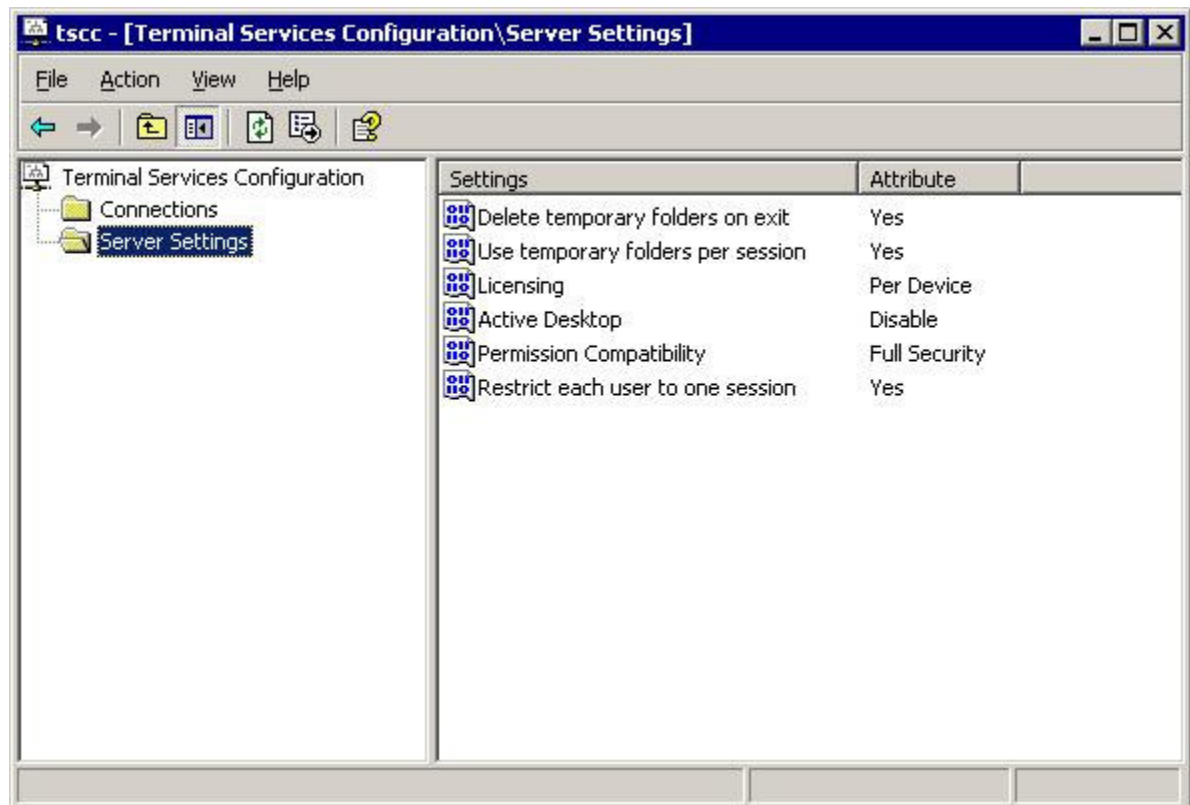 tscc - [Terminal Services Configuration\Server Settings]
File Action View Help
Terminal Services Configuration
Connections
Server Settings
Settings Attribute
Delete temporary folders on exit Yes
Use temporary folders per session Yes
Licensing Per Device
Active Desktop Disable
Permission Compatibility Full Security
Restrict each user to one session Yes